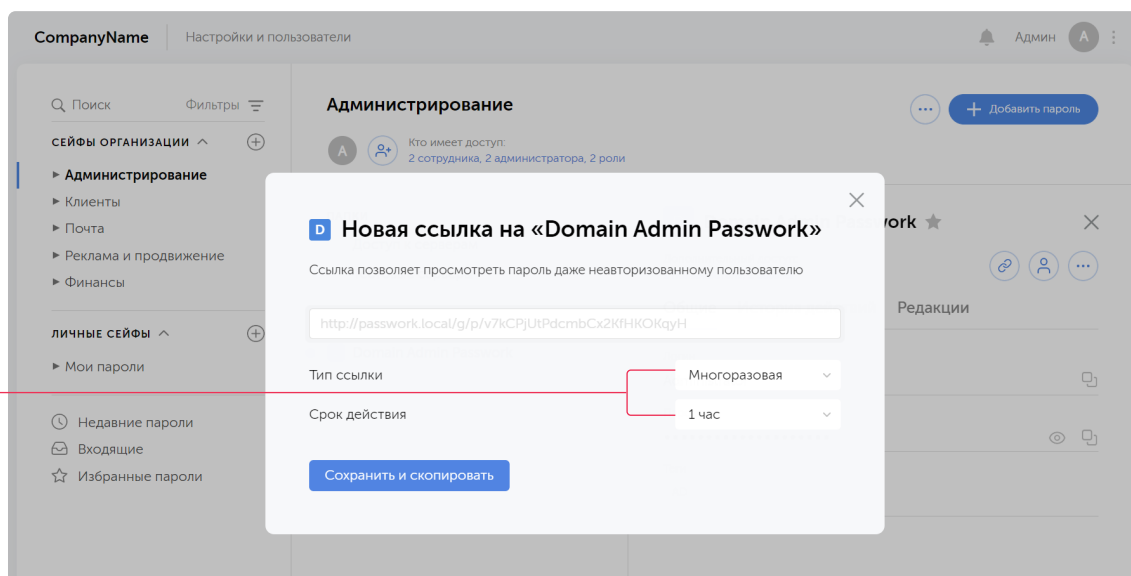 CompanyName
Настройки и пользователи
Админ
A
Поиск
Фильтры
СЕЙФЫ ОРГАНИЗАЦИИ
Администрирование
Клиенты
Почта
Реклама и продвижение
Финансы
ЛИЧНЫЕ СЕЙФЫ
Мои пароли
Недавние пароли
Входящие
Избранные пароли
Администрирование
Добавить пароль
A
Кто имеет доступ:
2 сотрудника, 2 администратора, 2 роли
ork
Редакции
D Новая ссылка на «Domain Admin Passwork»
Ссылка позволяет просмотреть пароль даже неавторизованному пользователю
http://passwork.local/g/p/v7kCPjUtPdcmbCx2KfHKOKqyH
Тип ссылки
Многоразовая
Срок действия
1 час
Сохранить и скопировать